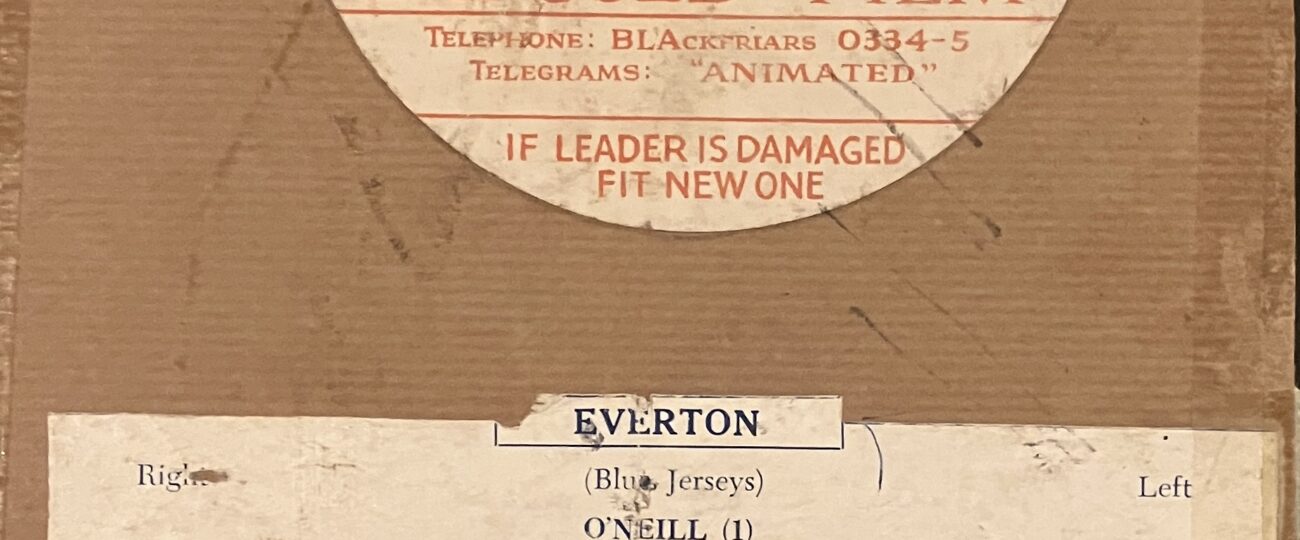 TELEPHONE: BLACKFRIARS 0334-5
TELEGRAMS: "ANIMATED"
IF LEADER IS DAMAGED
FIT NEW ONE
EVERTON
Right (Blue Jerseys) Left
O'NEILL (1)